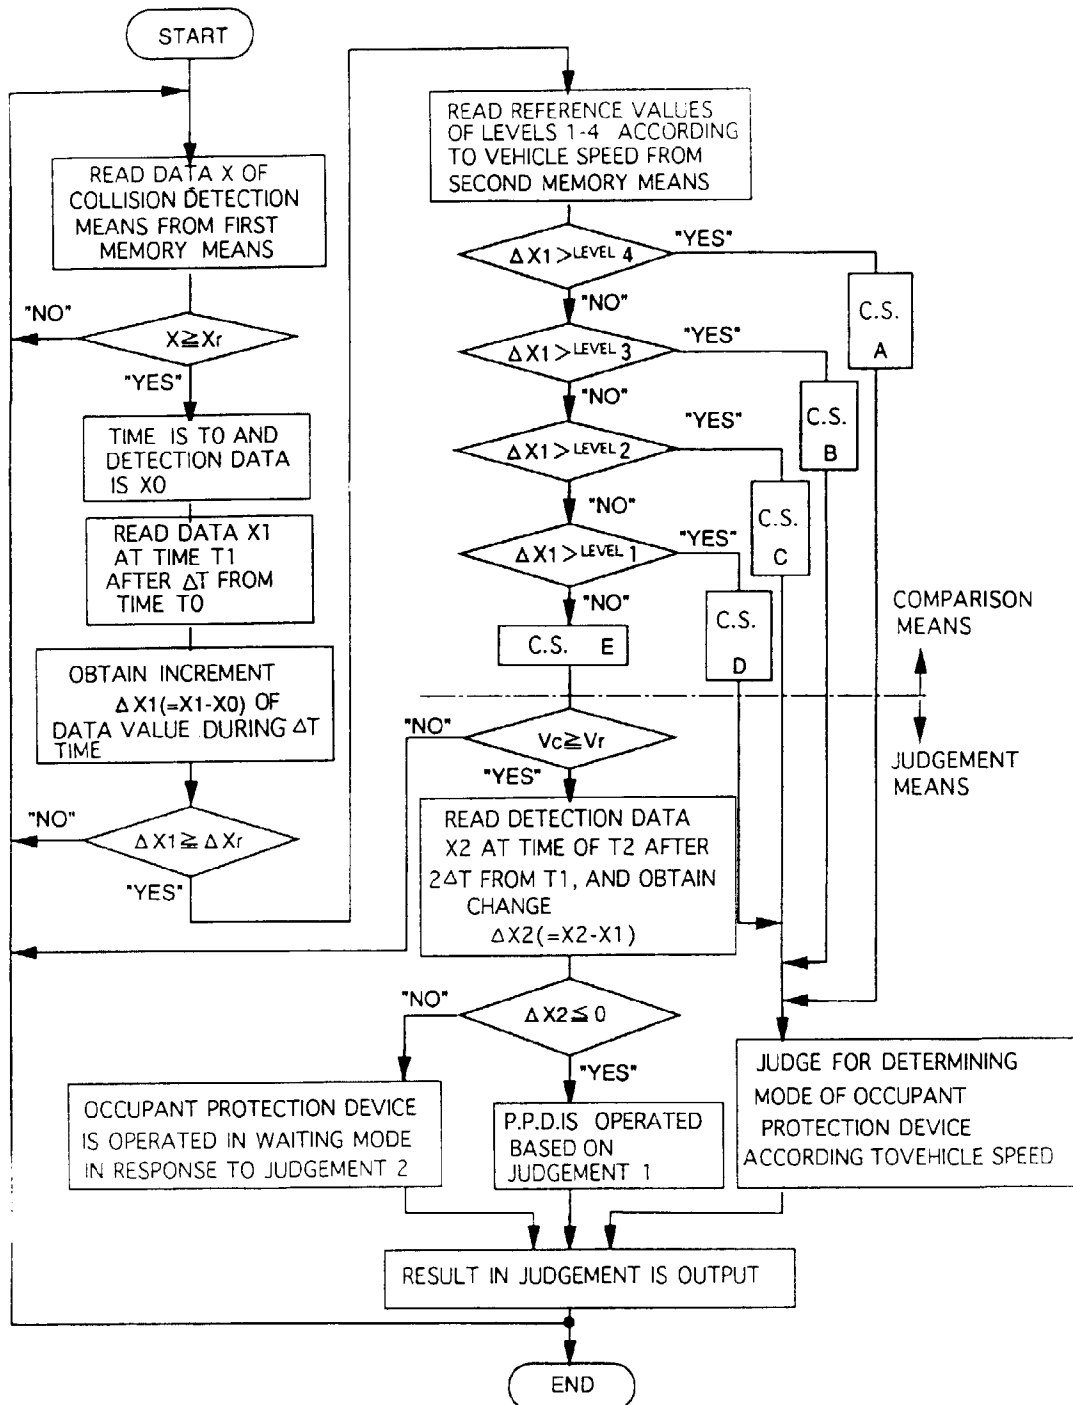 START
READ DATA X OF
COLLISION DETECTION
MEANS FROM FIRST
MEMORY MEANS
"NO"
X≧Xr
"YES"
TIME IS T0 AND
DETECTION DATA
IS X0
READ DATA X1
AT TIME T1
AFTER ΔT FROM
TIME T0
OBTAIN INCREMENT
ΔX1(=X1-X0) OF
DATA VALUE DURING ΔT
TIME
"NO"
ΔX1≧ΔXr
"YES"
READ REFERENCE VALUES
OF LEVELS 1-4 ACCORDING
TO VEHICLE SPEED FROM
SECOND MEMORY MEANS
ΔX1>LEVEL 4
"YES"
"NO"
C.S.
A
ΔX1>LEVEL 3
"YES"
"NO"
C.S.
B
ΔX1>LEVEL 2
"YES"
"NO"
C.S.
C
ΔX1>LEVEL 1
"YES"
"NO"
C.S.
D
C.S. E
COMPARISON
MEANS
JUDGEMENT
MEANS
"NO"
Vc≧Vr
"YES"
READ DETECTION DATA
X2 AT TIME OF T2 AFTER
2ΔT FROM T1, AND OBTAIN
CHANGE
ΔX2(=X2-X1)
"NO"
ΔX2≦0
"YES"
OCCUPANT PROTECTION DEVICE
IS OPERATED IN WAITING MODE
IN RESPONSE TO JUDGEMENT 2
P.P.D.IS OPERATED
BASED ON
JUDGEMENT 1
JUDGE FOR DETERMINING
MODE OF OCCUPANT
PROTECTION DEVICE
ACCORDING TOVEHICLE SPEED
RESULT IN JUDGEMENT IS OUTPUT
END